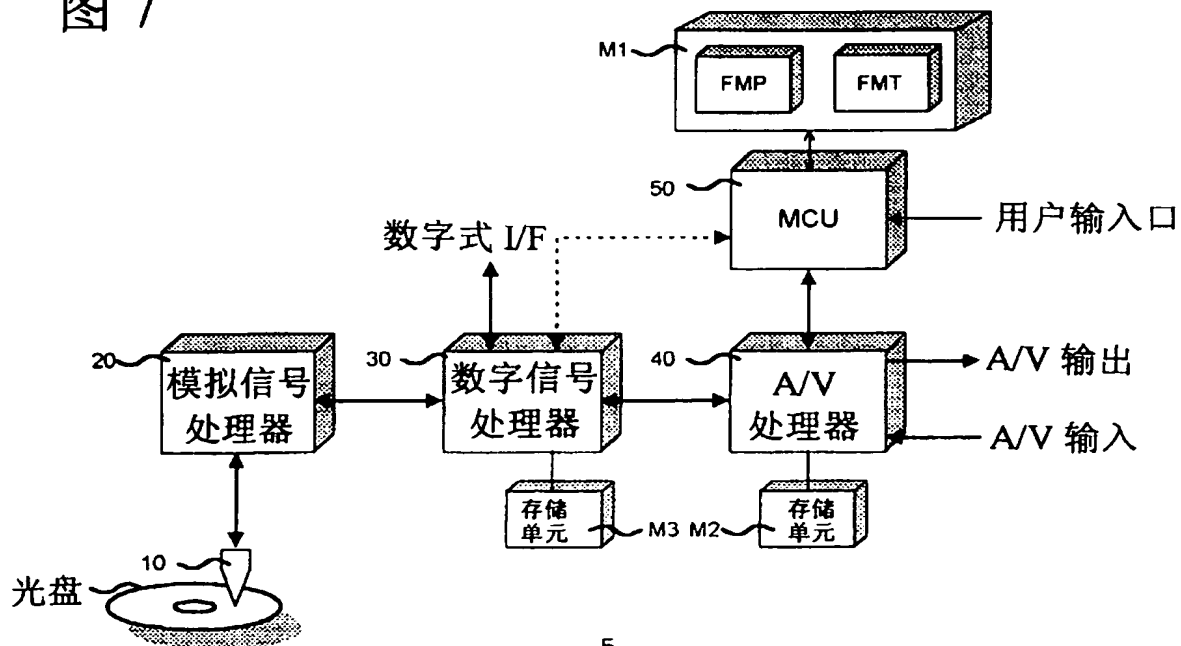 图 7
M1
FMP
FMT
50
MCU
用户输入口
数字式 I/F
20
模拟信号
处理器
30
数字信号
处理器
40
A/V
处理器
A/V 输出
A/V 输入
存储
单元
M3
M2
存储
单元
10
光盘
5